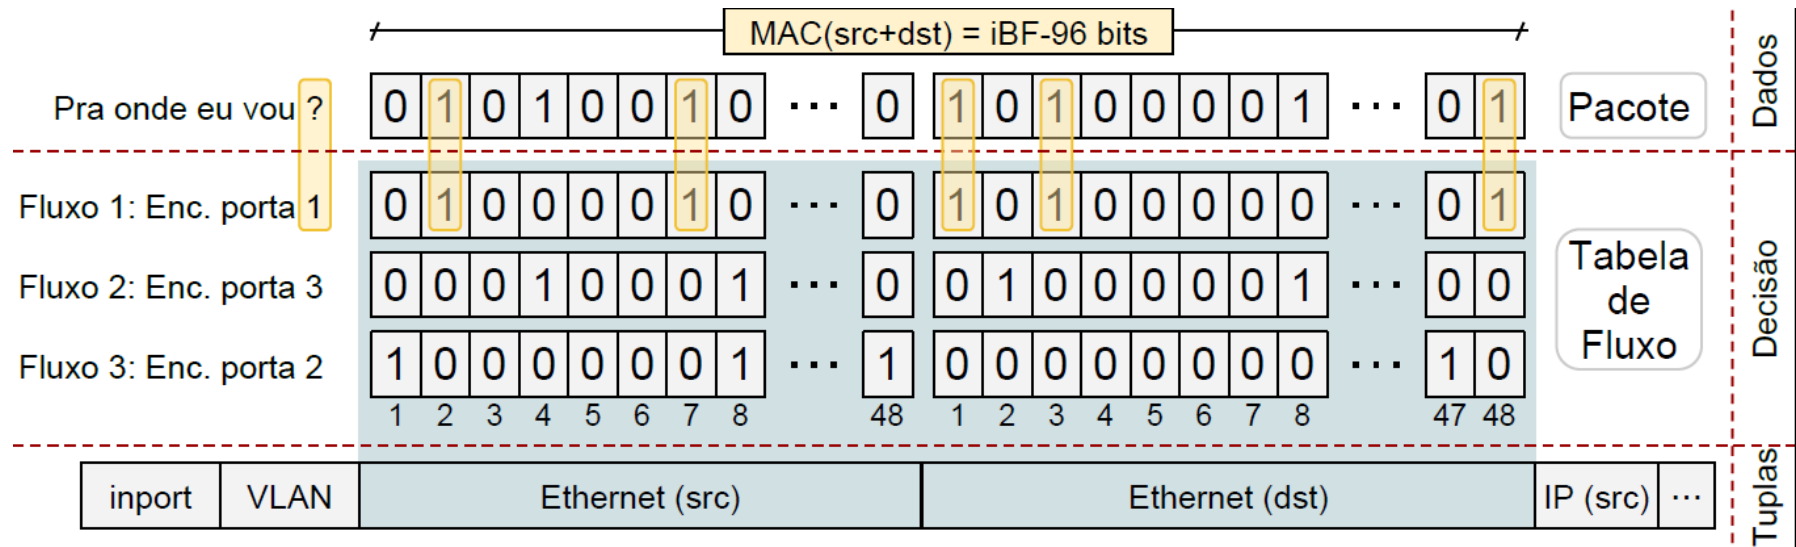 MAC(src+dst) = iBF-96 bits
Pra onde eu vou ? 0 1 0 1 0 0 1 0 ... 0 1 0 1 0 0 0 0 1 ... 0 1 Pacote
Dados
Fluxo 1: Enc. porta 1 0 1 0 0 0 0 1 0 ... 0 1 0 1 0 0 0 0 0 ... 0 1
Fluxo 2: Enc. porta 3 0 0 0 1 0 0 0 1 ... 0 0 1 0 0 0 0 0 1 ... 0 0
Fluxo 3: Enc. porta 2 1 0 0 0 0 0 0 1 ... 1 0 0 0 0 0 0 0 0 ... 1 0
1 2 3 4 5 6 7 8 48 1 2 3 4 5 6 7 8 47 48
Tabela
de
Fluxo
Decisão
inport VLAN Ethernet (src) Ethernet (dst) IP (src) ...
Tuplas